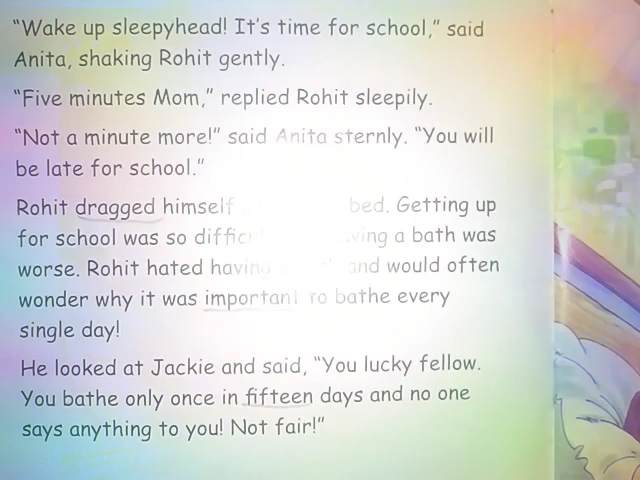 “Wake up sleepyhead! It’s time for school,” said
Anita, shaking Rohit gently.
“Five minutes Mom,” replied Rohit sleepily.
“Not a minute more!” said Anita sternly. “You will
be late for school.”
Rohit dragged himself bed. Getting up
for school was so a bath was
worse. Rohit hated having and would often
wonder why it was important to bathe every
single day!
He looked at Jackie and said, “You lucky fellow.
You bathe only once in fifteen days and no one
says anything to you! Not fair!”